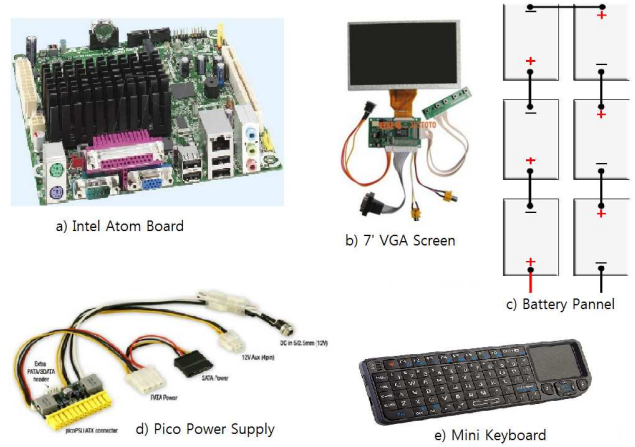 a) Intel Atom Board
b) 7' VGA Screen
− +
+ −
− +
+ −
− +
+ −
c) Battery Pannel
Extra
PATA/SDATA
header
picoPSU ATX connector
PATA Power
SATA Power
12V Aux (4pin)
DC in 5/2.5mm (12V)
d) Pico Power Supply
e) Mini Keyboard